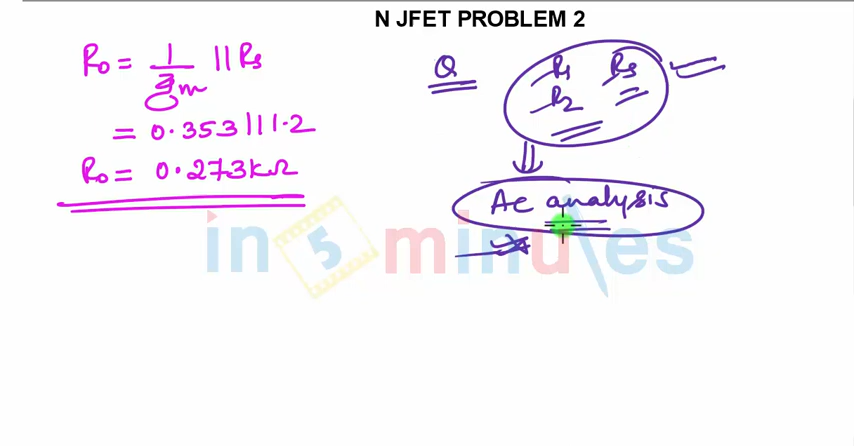 N JFET PROBLEM 2
Ro = 1/gm || Rs
= 0.353 || 1.2
Ro = 0.273kΩ
Q
R1 Rs
R2
AC analysis
in 5 minutes